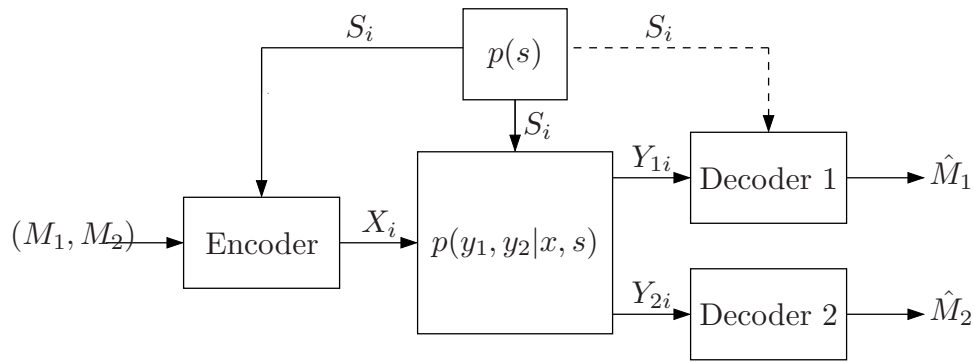 $S_i$
$p(s)$
$S_i$
$S_i$
$(M_1, M_2)$
Encoder
$X_i$
$p(y_1, y_2|x, s)$
$Y_{1i}$
Decoder 1
$\hat{M}_1$
$Y_{2i}$
Decoder 2
$\hat{M}_2$